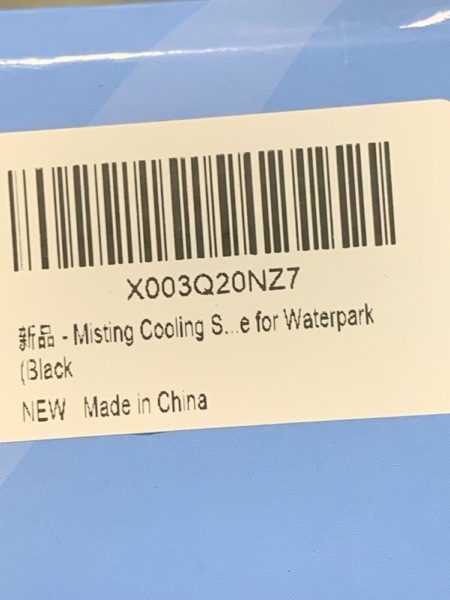 X003Q20NZ7
新品 - Misting Cooling S...e for Waterpark
(Black
NEW Made in China